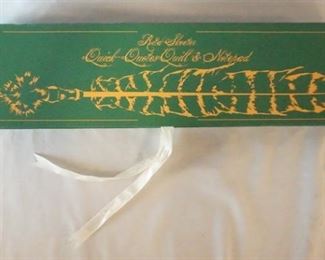 Rita Skeeter
Quick-Quotes Quill & Notepad